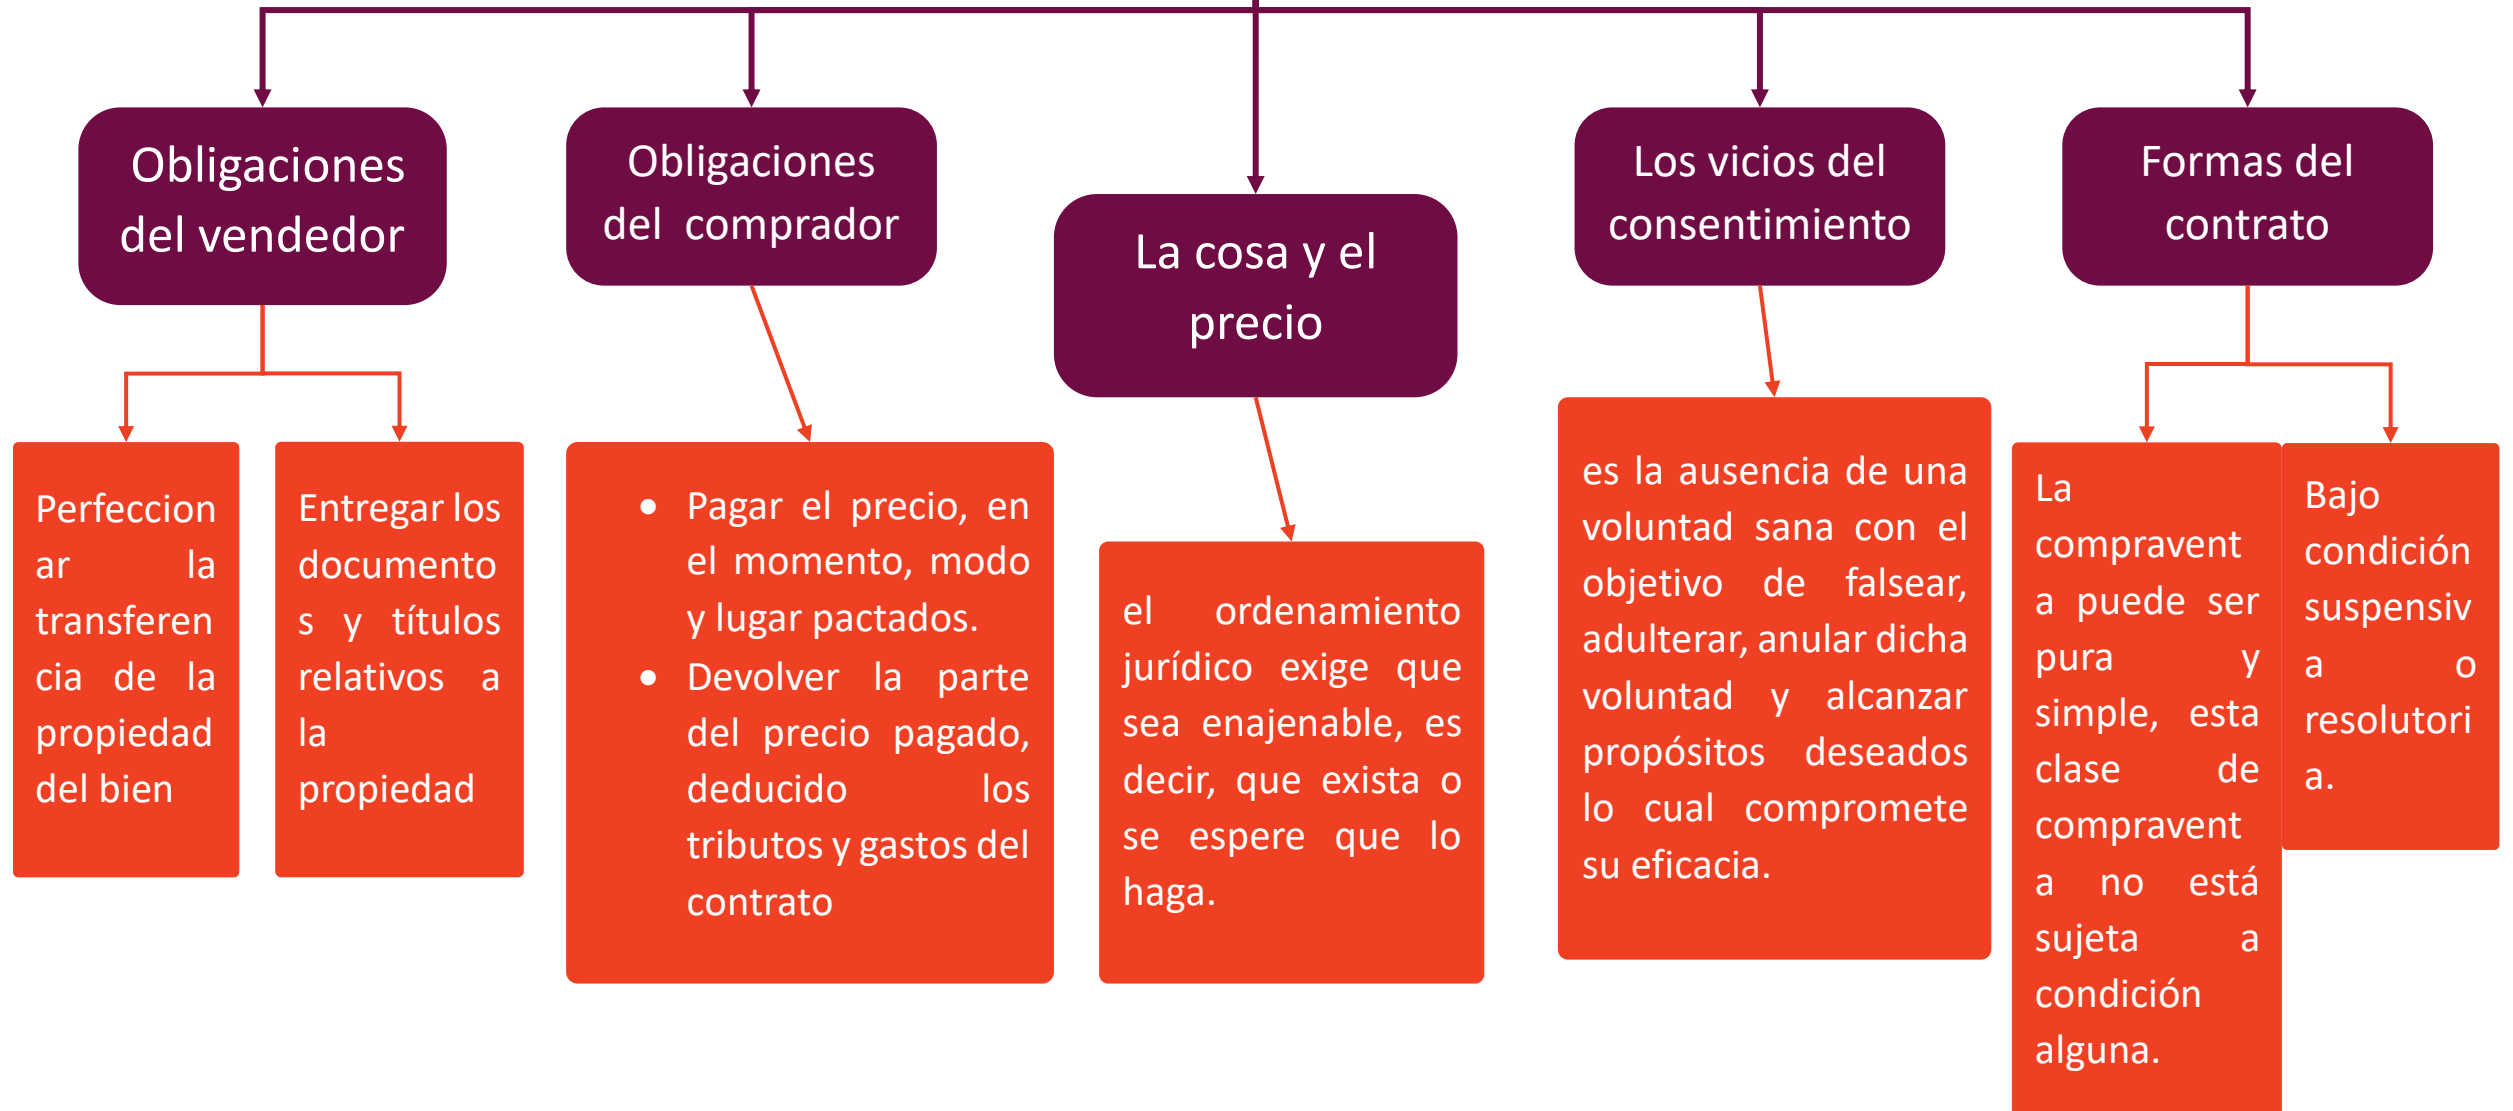 Obligaciones
del vendedor
Obligaciones
del comprador
La cosa y el
precio
Los vicios del
consentimiento
Formas del
contrato
Perfeccion
ar la
transferen
cia de la
propiedad
del bien
Entregar los
documento
s y títulos
relativos a
la
propiedad
• Pagar el precio, en
el momento, modo
y lugar pactados.
• Devolver la parte
del precio pagado,
deducido los
tributos y gastos del
contrato
el ordenamiento
jurídico exige que
sea enajenable, es
decir, que exista o
se espere que lo
haga.
es la ausencia de una
voluntad sana con el
objetivo de falsear,
adulterar, anular dicha
voluntad y alcanzar
propósitos deseados
lo cual compromete
su eficacia.
La
compravent
a puede ser
pura y
simple, esta
clase de
compravent
a no está
sujeta a
condición
alguna.
Bajo
condición
suspensiv
a o
resolutori
a.